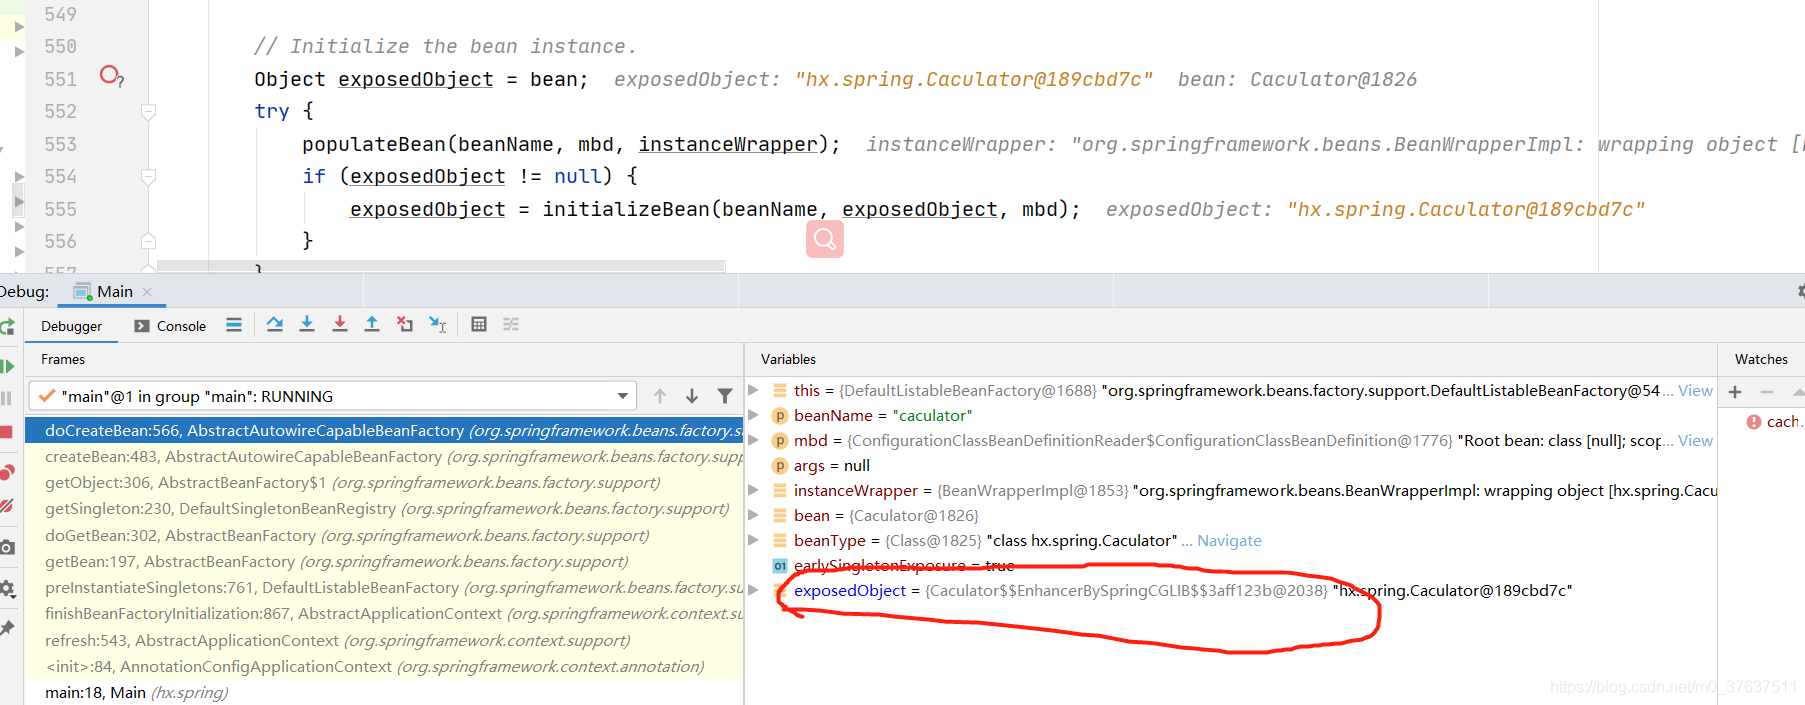 549
550 // Initialize the bean instance.
551 Object exposedObject = bean; exposedObject: "hx.spring.Caculator@189cbd7c" bean: Caculator@1826
552 try {
553 populateBean(beanName, mbd, instanceWrapper); instanceWrapper: "org.springframework.beans.BeanWrapperImpl: wrapping object [
554 if (exposedObject != null) {
555 exposedObject = initializeBean(beanName, exposedObject, mbd); exposedObject: "hx.spring.Caculator@189cbd7c"
556 }
557 }
Debug: Main
Debugger Console
Frames
"main"@1 in group "main": RUNNING
doCreateBean:566, AbstractAutowireCapableBeanFactory (org.springframework.beans.factory.su
createBean:483, AbstractAutowireCapableBeanFactory (org.springframework.beans.factory.supp
getObject:306, AbstractBeanFactory$1 (org.springframework.beans.factory.support)
getSingleton:230, DefaultSingletonBeanRegistry (org.springframework.beans.factory.support)
doGetBean:302, AbstractBeanFactory (org.springframework.beans.factory.support)
getBean:197, AbstractBeanFactory (org.springframework.beans.factory.support)
preInstantiateSingletons:761, DefaultListableBeanFactory (org.springframework.beans.factory.su
finishBeanFactoryInitialization:867, AbstractApplicationContext (org.springframework.context.su
refresh:543, AbstractApplicationContext (org.springframework.context.support)
<init>:84, AnnotationConfigApplicationContext (org.springframework.context.annotation)
main:18, Main (hx.spring)
Variables
this = {DefaultListableBeanFactory@1688} "org.springframework.beans.factory.support.DefaultListableBeanFactory@54... View
beanName = "caculator"
mbd = {ConfigurationClassBeanDefinitionReader$ConfigurationClassBeanDefinition@1776} "Root bean: class [null]; scop... View
args = null
instanceWrapper = {BeanWrapperImpl@1853} "org.springframework.beans.BeanWrapperImpl: wrapping object [hx.spring.Cacu
bean = {Caculator@1826}
beanType = {Class@1825} "class hx.spring.Caculator" ... Navigate
earlySingletonExposure = true
exposedObject = {Caculator$$EnhancerBySpringCGLIB$$3aff123b@2038} "hx.spring.Caculator@189cbd7c"
Watches
cach...
https://blog.csdn.net/m0_37637511